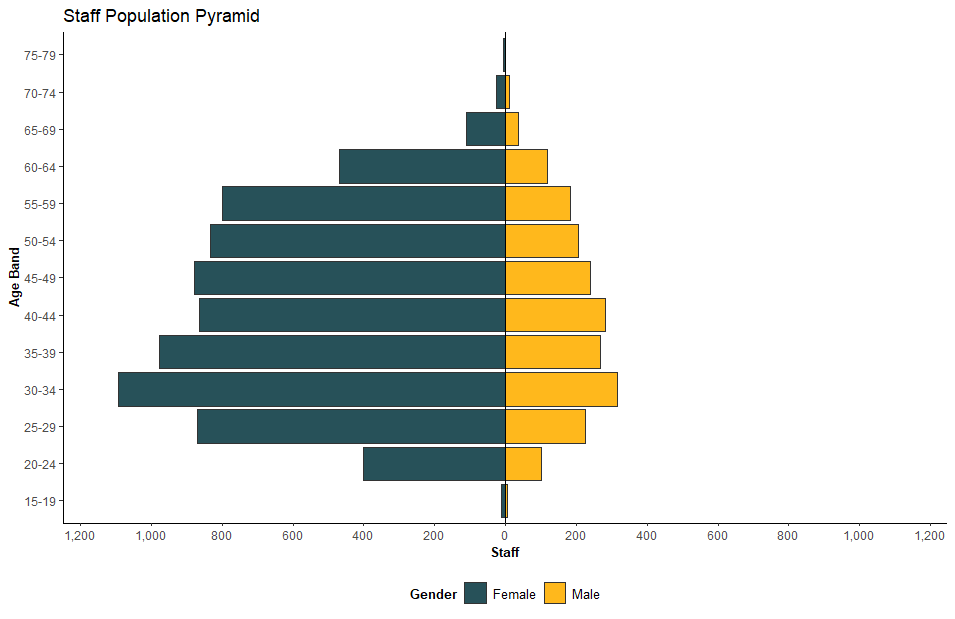 Staff Population Pyramid
75-79
70-74
65-69
60-64
55-59
50-54
45-49
40-44
35-39
30-34
25-29
20-24
15-19
Age Band
1,200 1,000 800 600 400 200 0 200 400 600 800 1,000 1,200
Staff
Gender Female Male